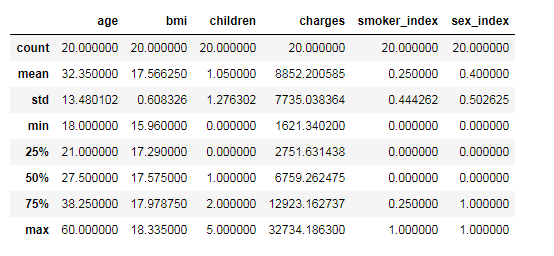 age bmi children charges smoker_index sex_index
count 20.000000 20.000000 20.000000 20.000000 20.000000 20.000000
mean 32.350000 17.566250 1.050000 8852.200585 0.250000 0.400000
std 13.480102 0.608326 1.276302 7735.038364 0.444262 0.502625
min 18.000000 15.960000 0.000000 1621.340200 0.000000 0.000000
25% 21.000000 17.290000 0.000000 2751.631438 0.000000 0.000000
50% 27.500000 17.575000 1.000000 6759.262475 0.000000 0.000000
75% 38.250000 17.978750 2.000000 12923.162737 0.250000 1.000000
max 60.000000 18.335000 5.000000 32734.186300 1.000000 1.000000